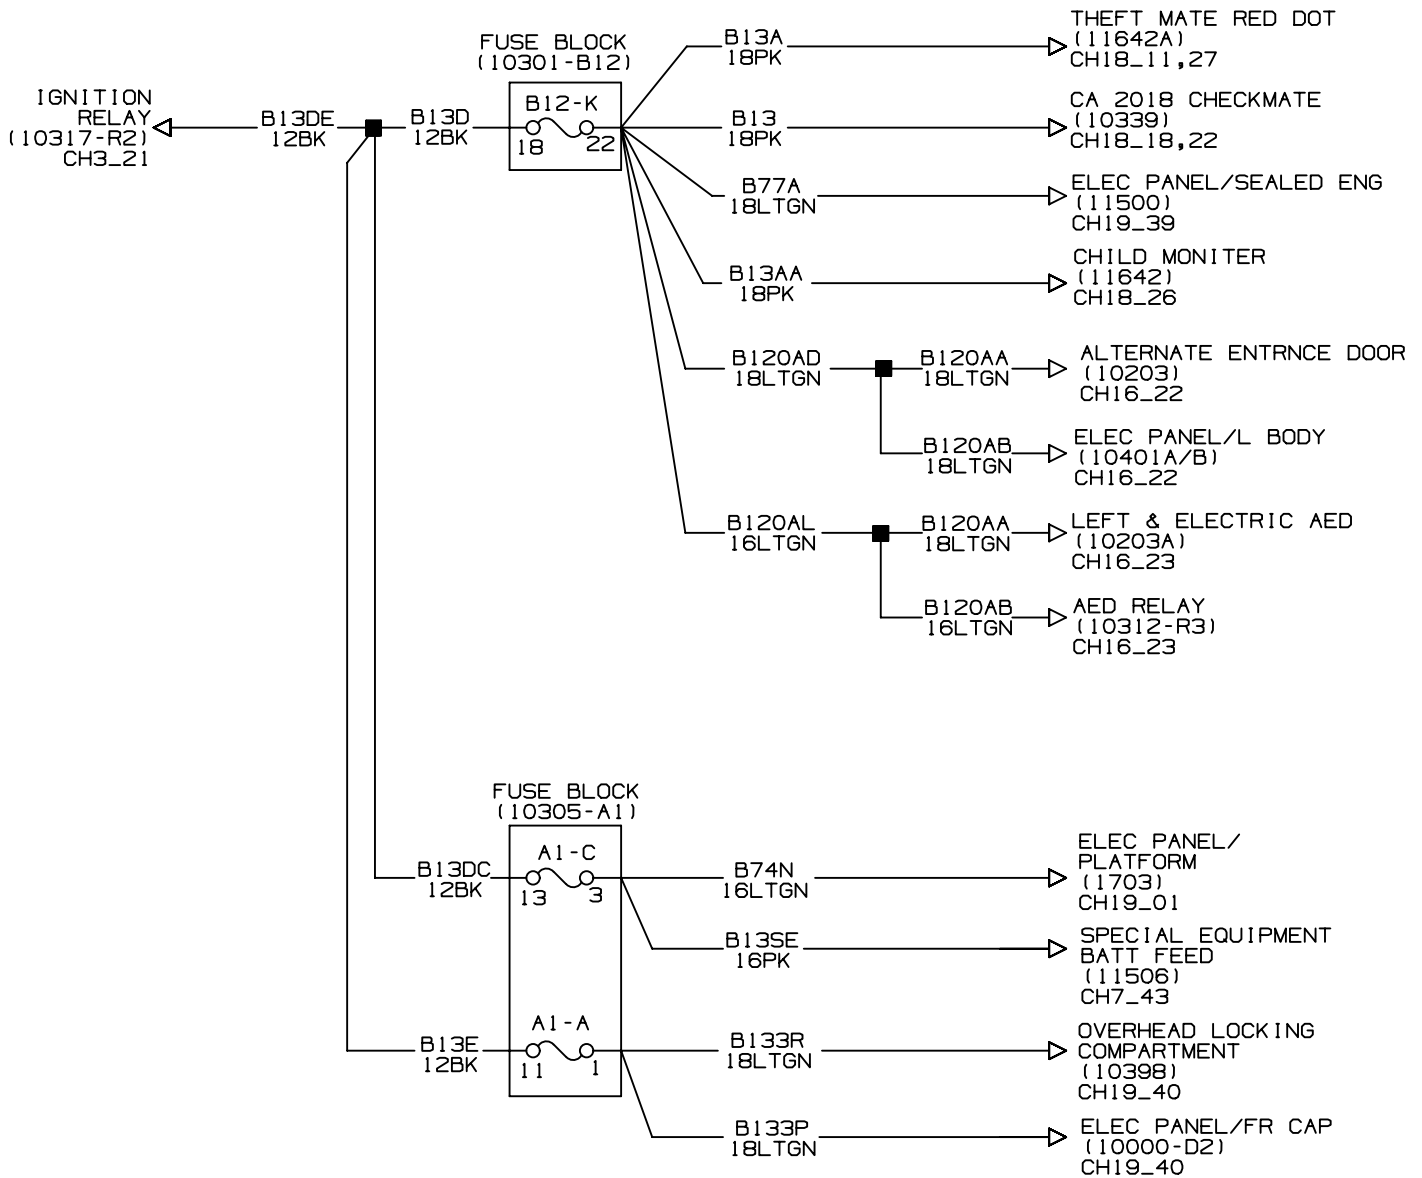 IGNITION
RELAY
(10317-R2)
CH3_21
B13DE
12BK
B13D
12BK
FUSE BLOCK
(10301-B12)
B12-K
18
22
B13A
18PK
THEFT MATE RED DOT
(11642A)
CH18_11,27
B13
18PK
CA 2018 CHECKMATE
(10339)
CH18_18,22
B77A
18LTGN
ELEC PANEL/SEALED ENG
(11500)
CH19_39
B13AA
18PK
CHILD MONITER
(11642)
CH18_26
B120AD
18LTGN
B120AA
18LTGN
ALTERNATE ENTRNCE DOOR
(10203)
CH16_22
B120AB
18LTGN
ELEC PANEL/L BODY
(10401A/B)
CH16_22
B120AL
16LTGN
B120AA
18LTGN
LEFT & ELECTRIC AED
(10203A)
CH16_23
B120AB
16LTGN
AED RELAY
(10312-R3)
CH16_23
FUSE BLOCK
(10305-A1)
B13DC
12BK
A1-C
13
3
B74N
16LTGN
ELEC PANEL/
PLATFORM
(1703)
CH19_01
B13SE
16PK
SPECIAL EQUIPMENT
BATT FEED
(11506)
CH7_43
B13E
12BK
A1-A
11
1
B133R
18LTGN
OVERHEAD LOCKING
COMPARTMENT
(10398)
CH19_40
B133P
18LTGN
ELEC PANEL/FR CAP
(10000-D2)
CH19_40